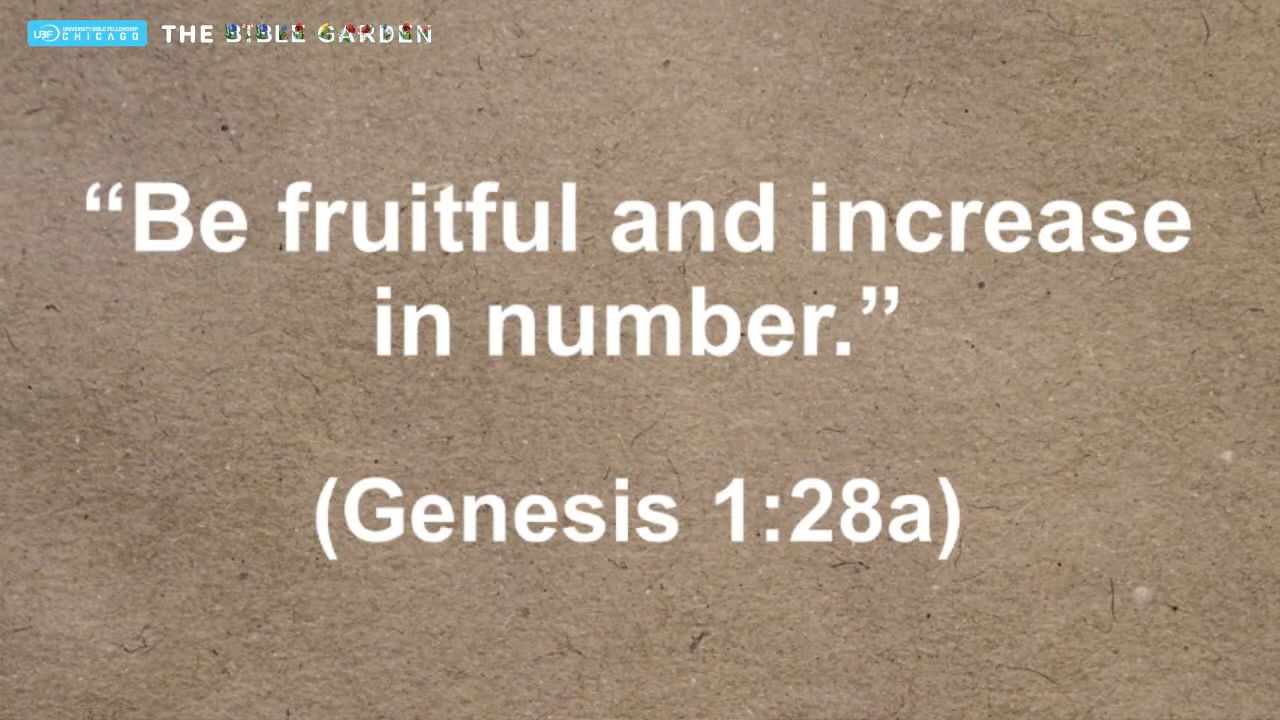 UBF UNIVERSITY BIBLE FELLOWSHIP
CHICAGO
THE BIBLE GARDEN
“Be fruitful and increase
in number.”
(Genesis 1:28a)